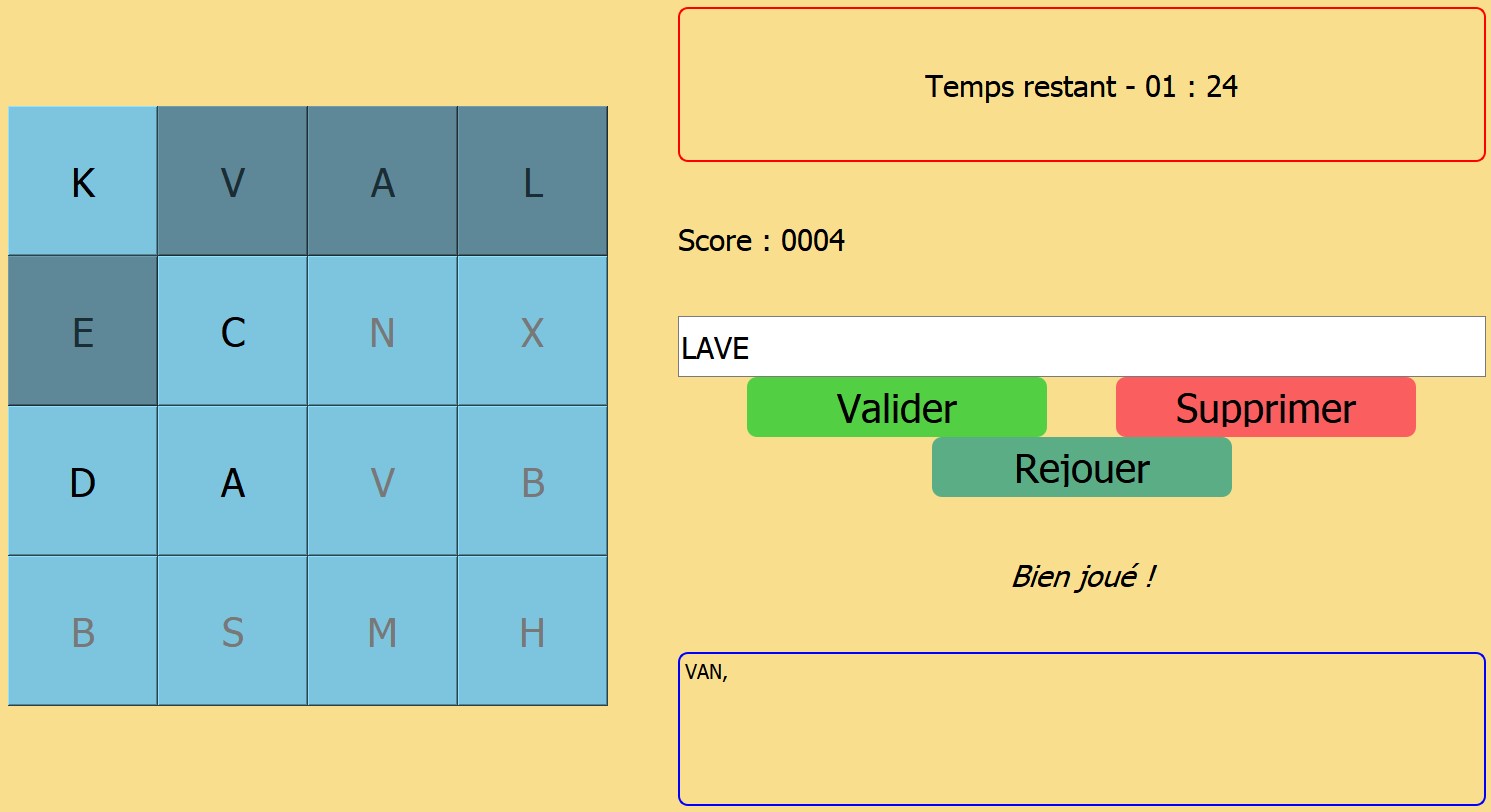 K V A L
E C N X
D A V B
B S M H
Temps restant - 01 : 24
Score : 0004
LAVE
Valider
Supprimer
Rejouer
Bien joué !
VAN,